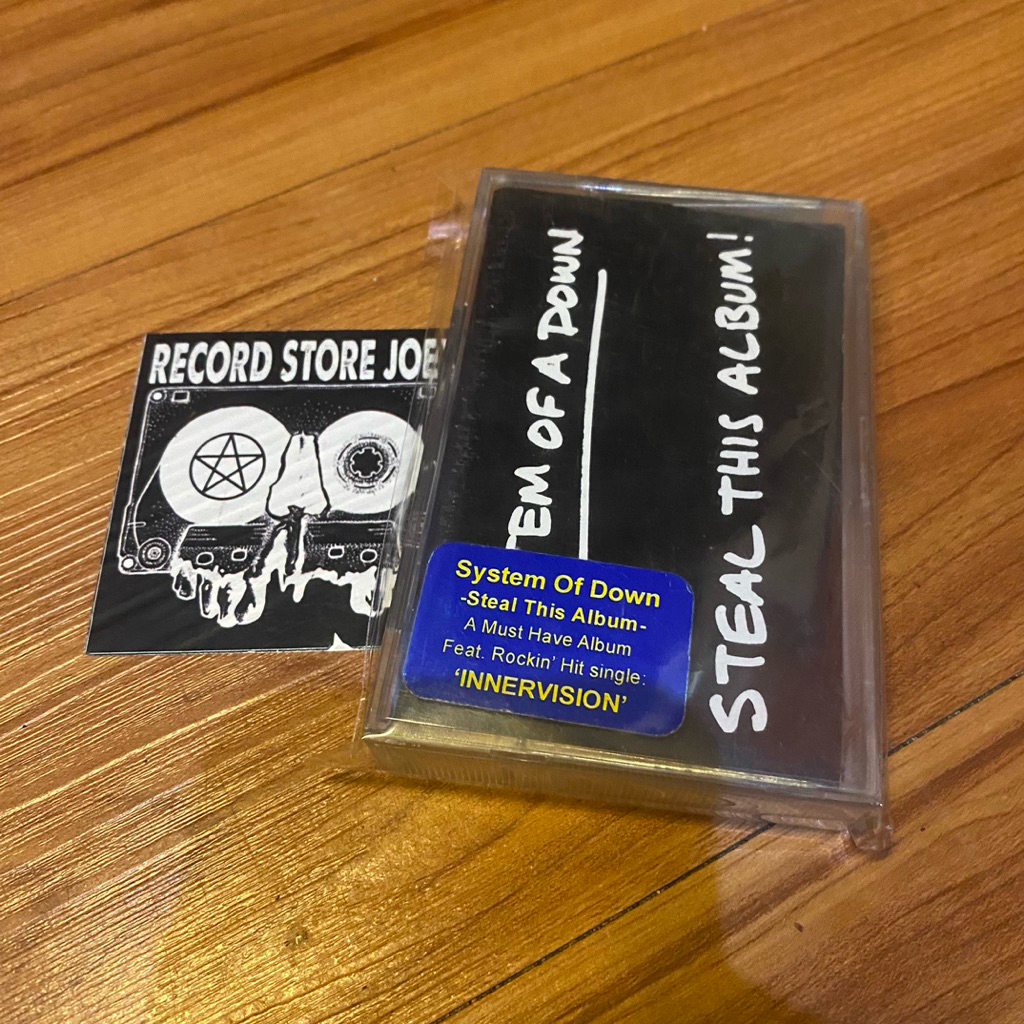 RECORD STORE JOE
TEM OF A DOWN
STEAL THIS ALBUM!
System Of Down
-Steal This Album-
A Must Have Album
Feat. Rockin' Hit single:
‘INNERVISION’